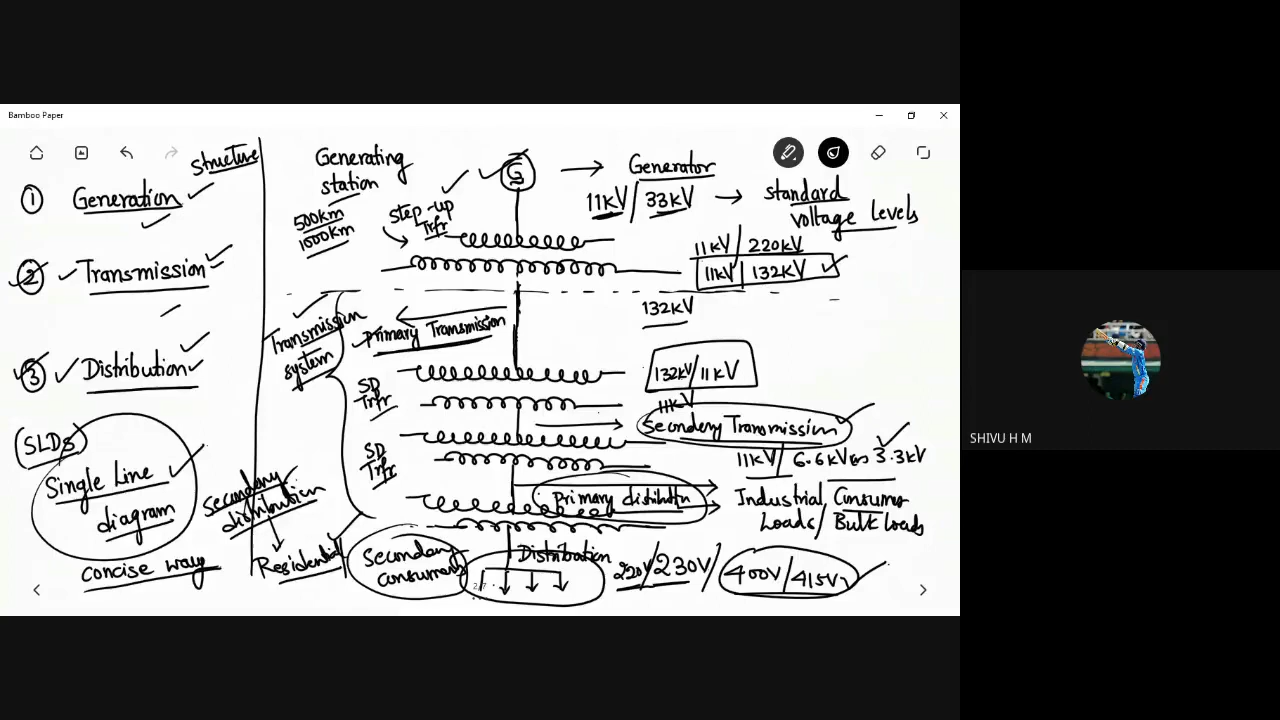 Bamboo Paper
structure
1 Generation
2 Transmission
3 Distribution
(SLDs)
Single Line
diagram
concise way
Generating
station
500km
1000km
Step-up
Trfr
G
Generator
11kV/33kV
standard
voltage levels
11kV/220kV
11kV/132kV
132kV
Transmission
system
Primary Transmission
132kV/11kV
SD
Trfr
11kV
Secondary Transmission
SD
Trfr
11kV/6.6kV or 3.3kV
Primary distributn
Industrial/Consumer
Loads/Bulk loads
Secondary
distribution
Residential
Secondary
consumers
Distribution
220V/230V/400V/415V
SHIVU H M